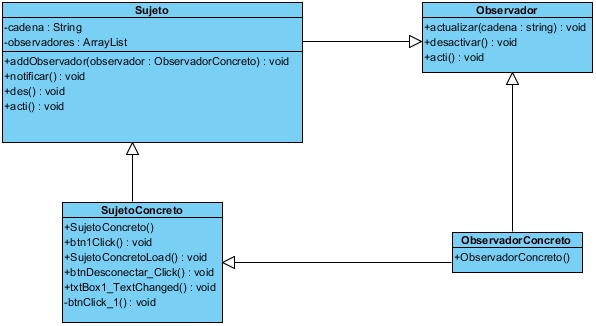 Sujeto
-cadena : String
-observadores : ArrayList
+addObservador(observador : ObservadorConcreto) : void
+notificar() : void
+des() : void
+acti() : void
Observador
+actualizar(cadena : string) : void
+desactivar() : void
+acti() : void
SujetoConcreto
+SujetoConcreto()
+btn1Click() : void
+SujetoConcretoLoad() : void
+btnDesconectar_Click() : void
+txtBox1_TextChanged() : void
-btnClick_1() : void
ObservadorConcreto
+ObservadorConcreto()